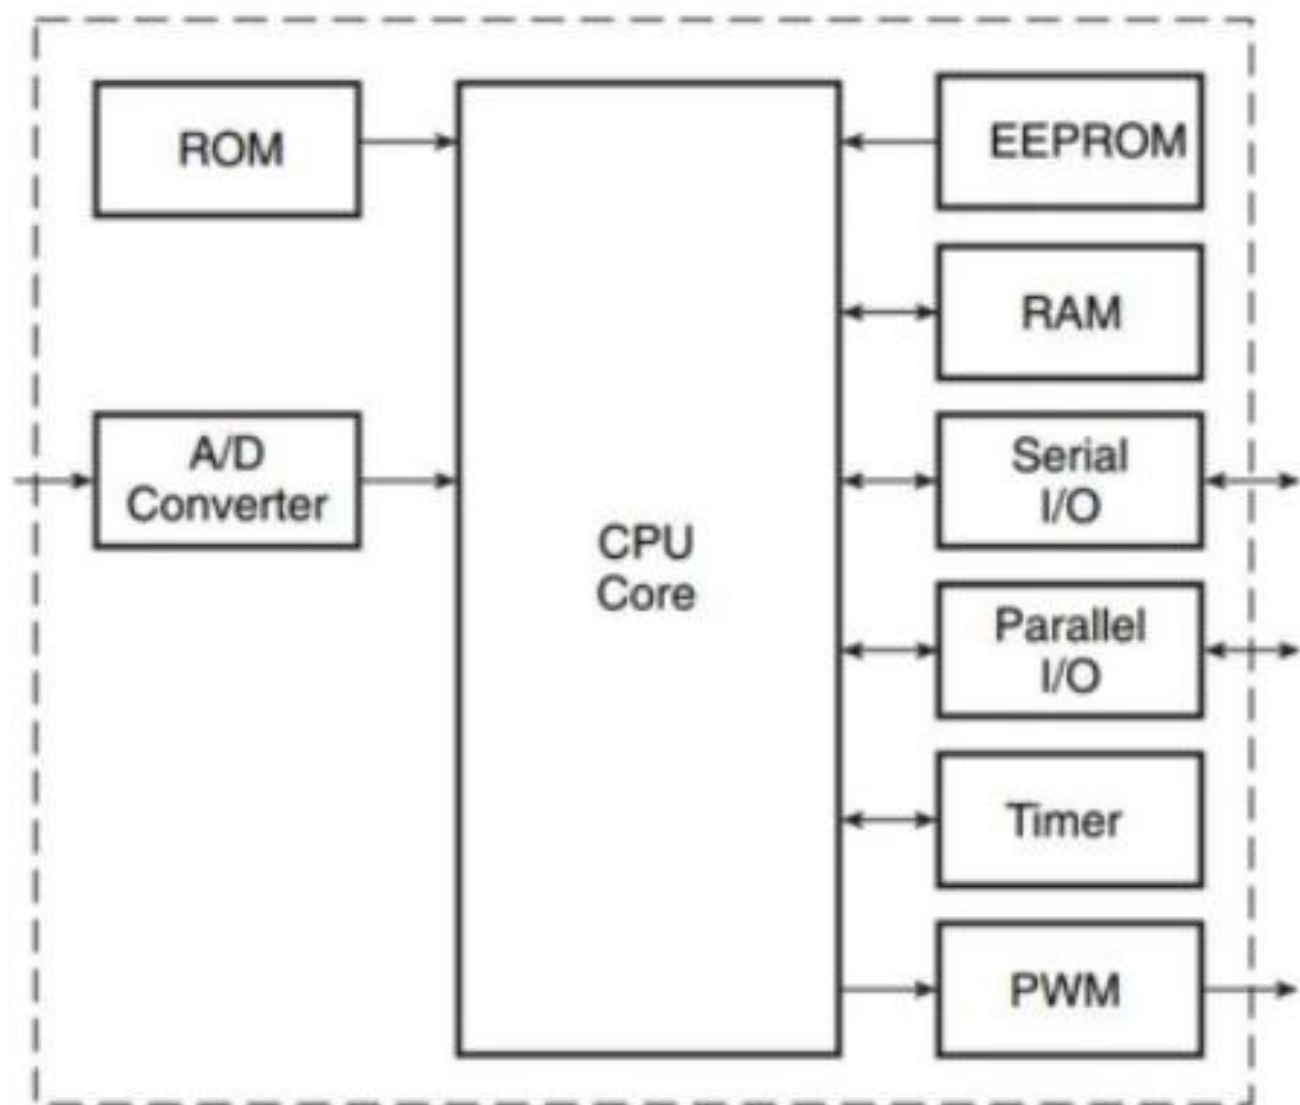 ROM
EEPROM
RAM
A/D
Converter
Serial
I/O
CPU
Core
Parallel
I/O
Timer
PWM